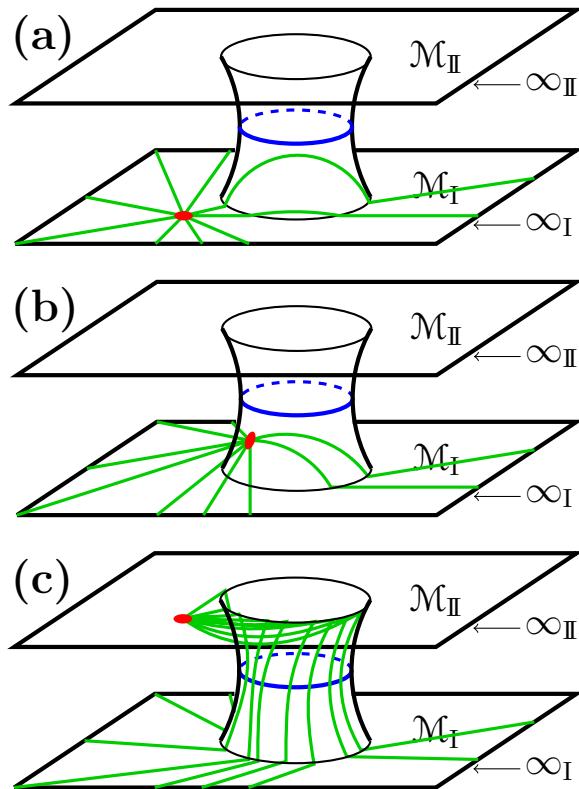 (a)
ℳ_Ⅱ
← ∞_Ⅱ
ℳ_I
← ∞_I
(b)
ℳ_Ⅱ
← ∞_Ⅱ
ℳ_I
← ∞_I
(c)
ℳ_Ⅱ
← ∞_Ⅱ
ℳ_I
← ∞_I